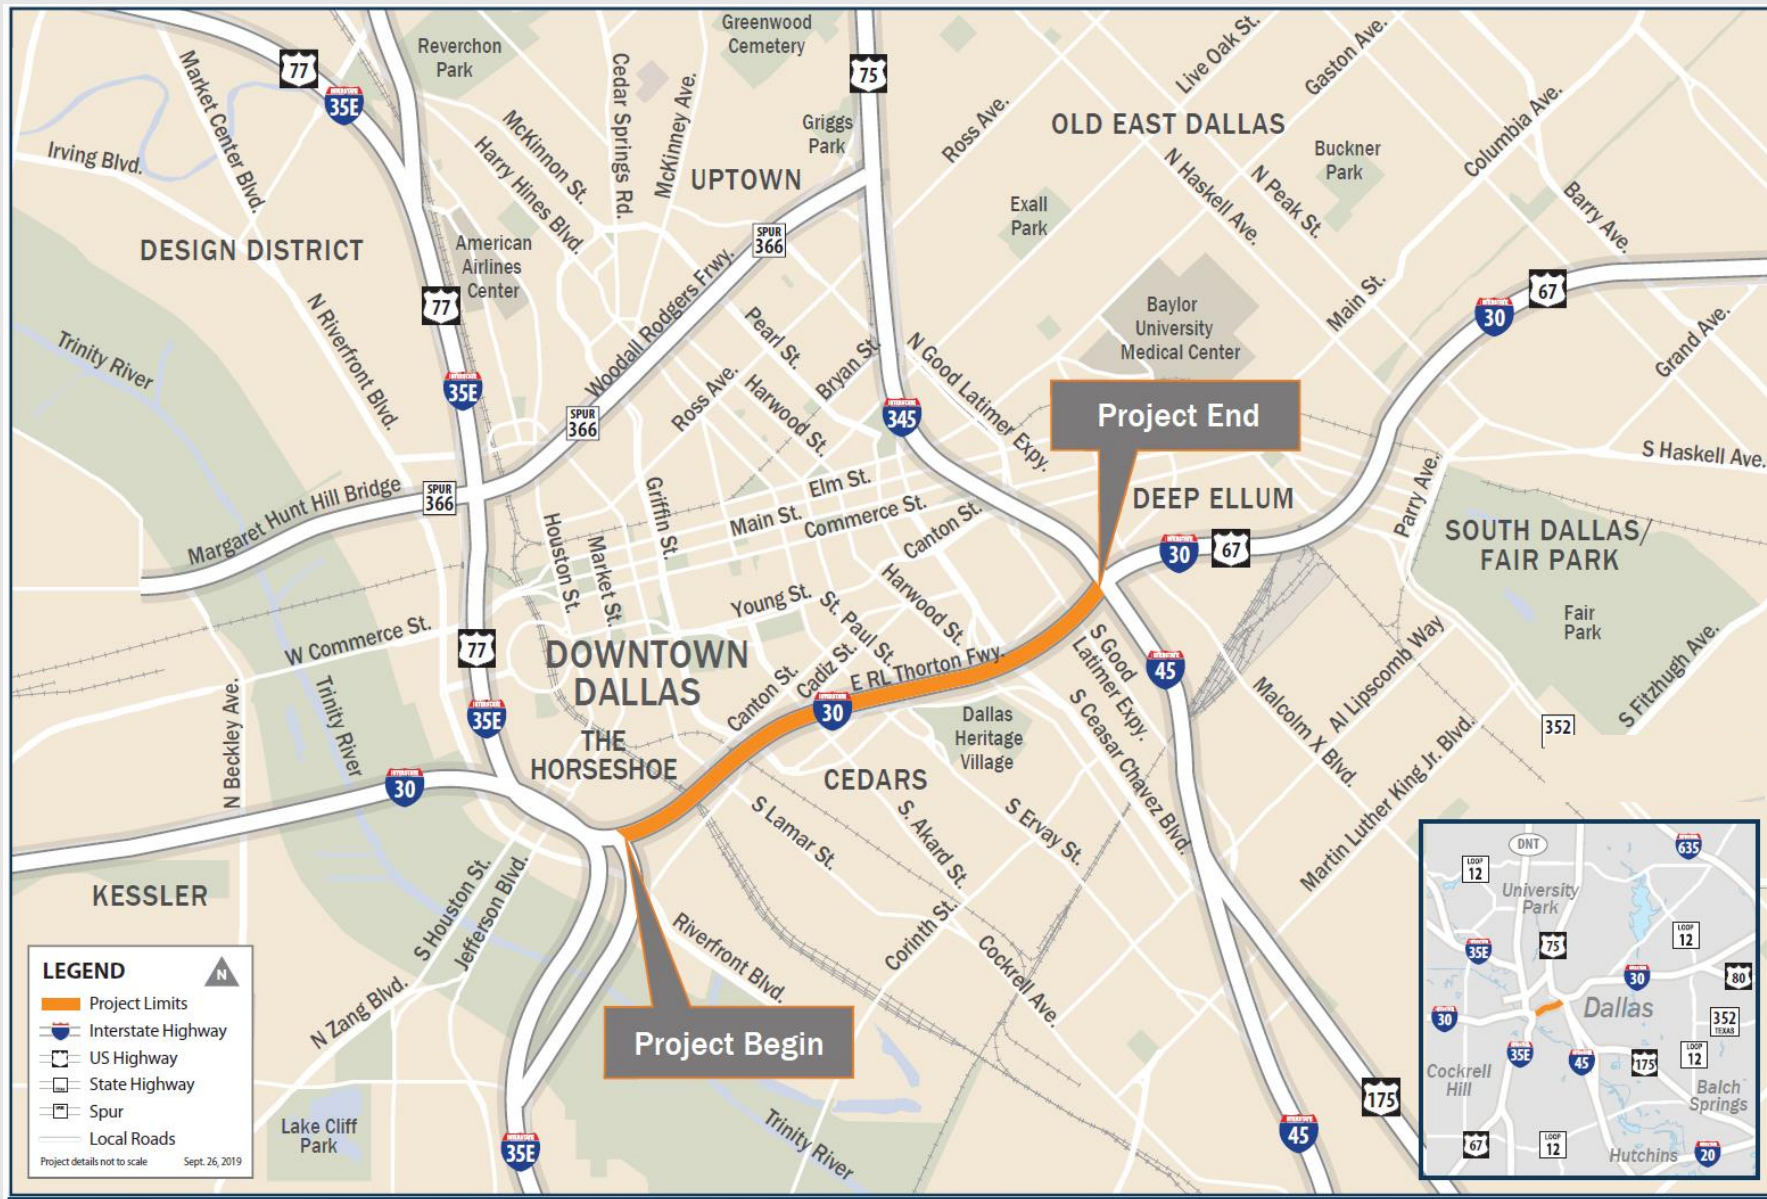 77
INTERSTATE
35E
Reverchon
Park
Greenwood
Cemetery
75
Market Center Blvd.
Irving Blvd.
McKinnon St.
Harry Hines Blvd.
Cedar Springs Rd.
McKinney Ave.
UPTOWN
Griggs
Park
Ross Ave.
Live Oak St.
Gaston Ave.
OLD EAST DALLAS
Columbia Ave.
Buckner
Park
N Haskell Ave.
N Peak St.
Barry Ave.
Exall
Park
DESIGN DISTRICT
American
Airlines
Center
SPUR
366
77
Woodall Rodgers Frwy.
N Riverfront Blvd.
Trinity River
INTERSTATE
35E
Pearl St.
Bryan St.
Ross Ave.
Harwood St.
SPUR
366
N Good Latimer Expy.
INTERSTATE
345
Baylor
University
Medical Center
Main St.
67
INTERSTATE
30
Grand Ave.
Project End
S Haskell Ave.
Parry Ave.
Margaret Hunt Hill Bridge
SPUR
366
Griffin St.
Elm St.
Main St.
Commerce St.
Canton St.
DEEP ELLUM
SOUTH DALLAS/
FAIR PARK
Houston St.
Market St.
INTERSTATE
30
67
Harwood St.
Young St.
St. Paul St.
Fair
Park
W Commerce St.
77
DOWNTOWN
DALLAS
Canton St.
Cadiz St.
E RL Thorton Fwy.
INTERSTATE
30
S Good
Latimer Expy.
INTERSTATE
45
Al Lipscomb Way
S Fitzhugh Ave.
352
Malcolm X Blvd.
Martin Luther King Jr. Blvd.
N Beckley Ave.
Trinity River
INTERSTATE
35E
THE
HORSESHOE
Dallas
Heritage
Village
S Ceasar Chavez Blvd.
INTERSTATE
30
CEDARS
S Lamar St.
S. Akard St.
S Ervay St.
KESSLER
S Houston St.
Jefferson Blvd.
Riverfront Blvd.
Corinth St.
Cockrell Ave.
N Zang Blvd.
Project Begin
Lake Cliff
Park
INTERSTATE
35E
Trinity River
INTERSTATE
45
175
LEGEND
N
Project Limits
Interstate Highway
US Highway
State Highway
Spur
Local Roads
Project details not to scale
Sept. 26, 2019
DNT
635
LOOP
12
University
Park
LOOP
12
35E
75
30
80
Dallas
30
352
TEXAS
35E
45
175
LOOP
12
Cockrell
Hill
Balch
Springs
67
LOOP
12
Hutchins
20